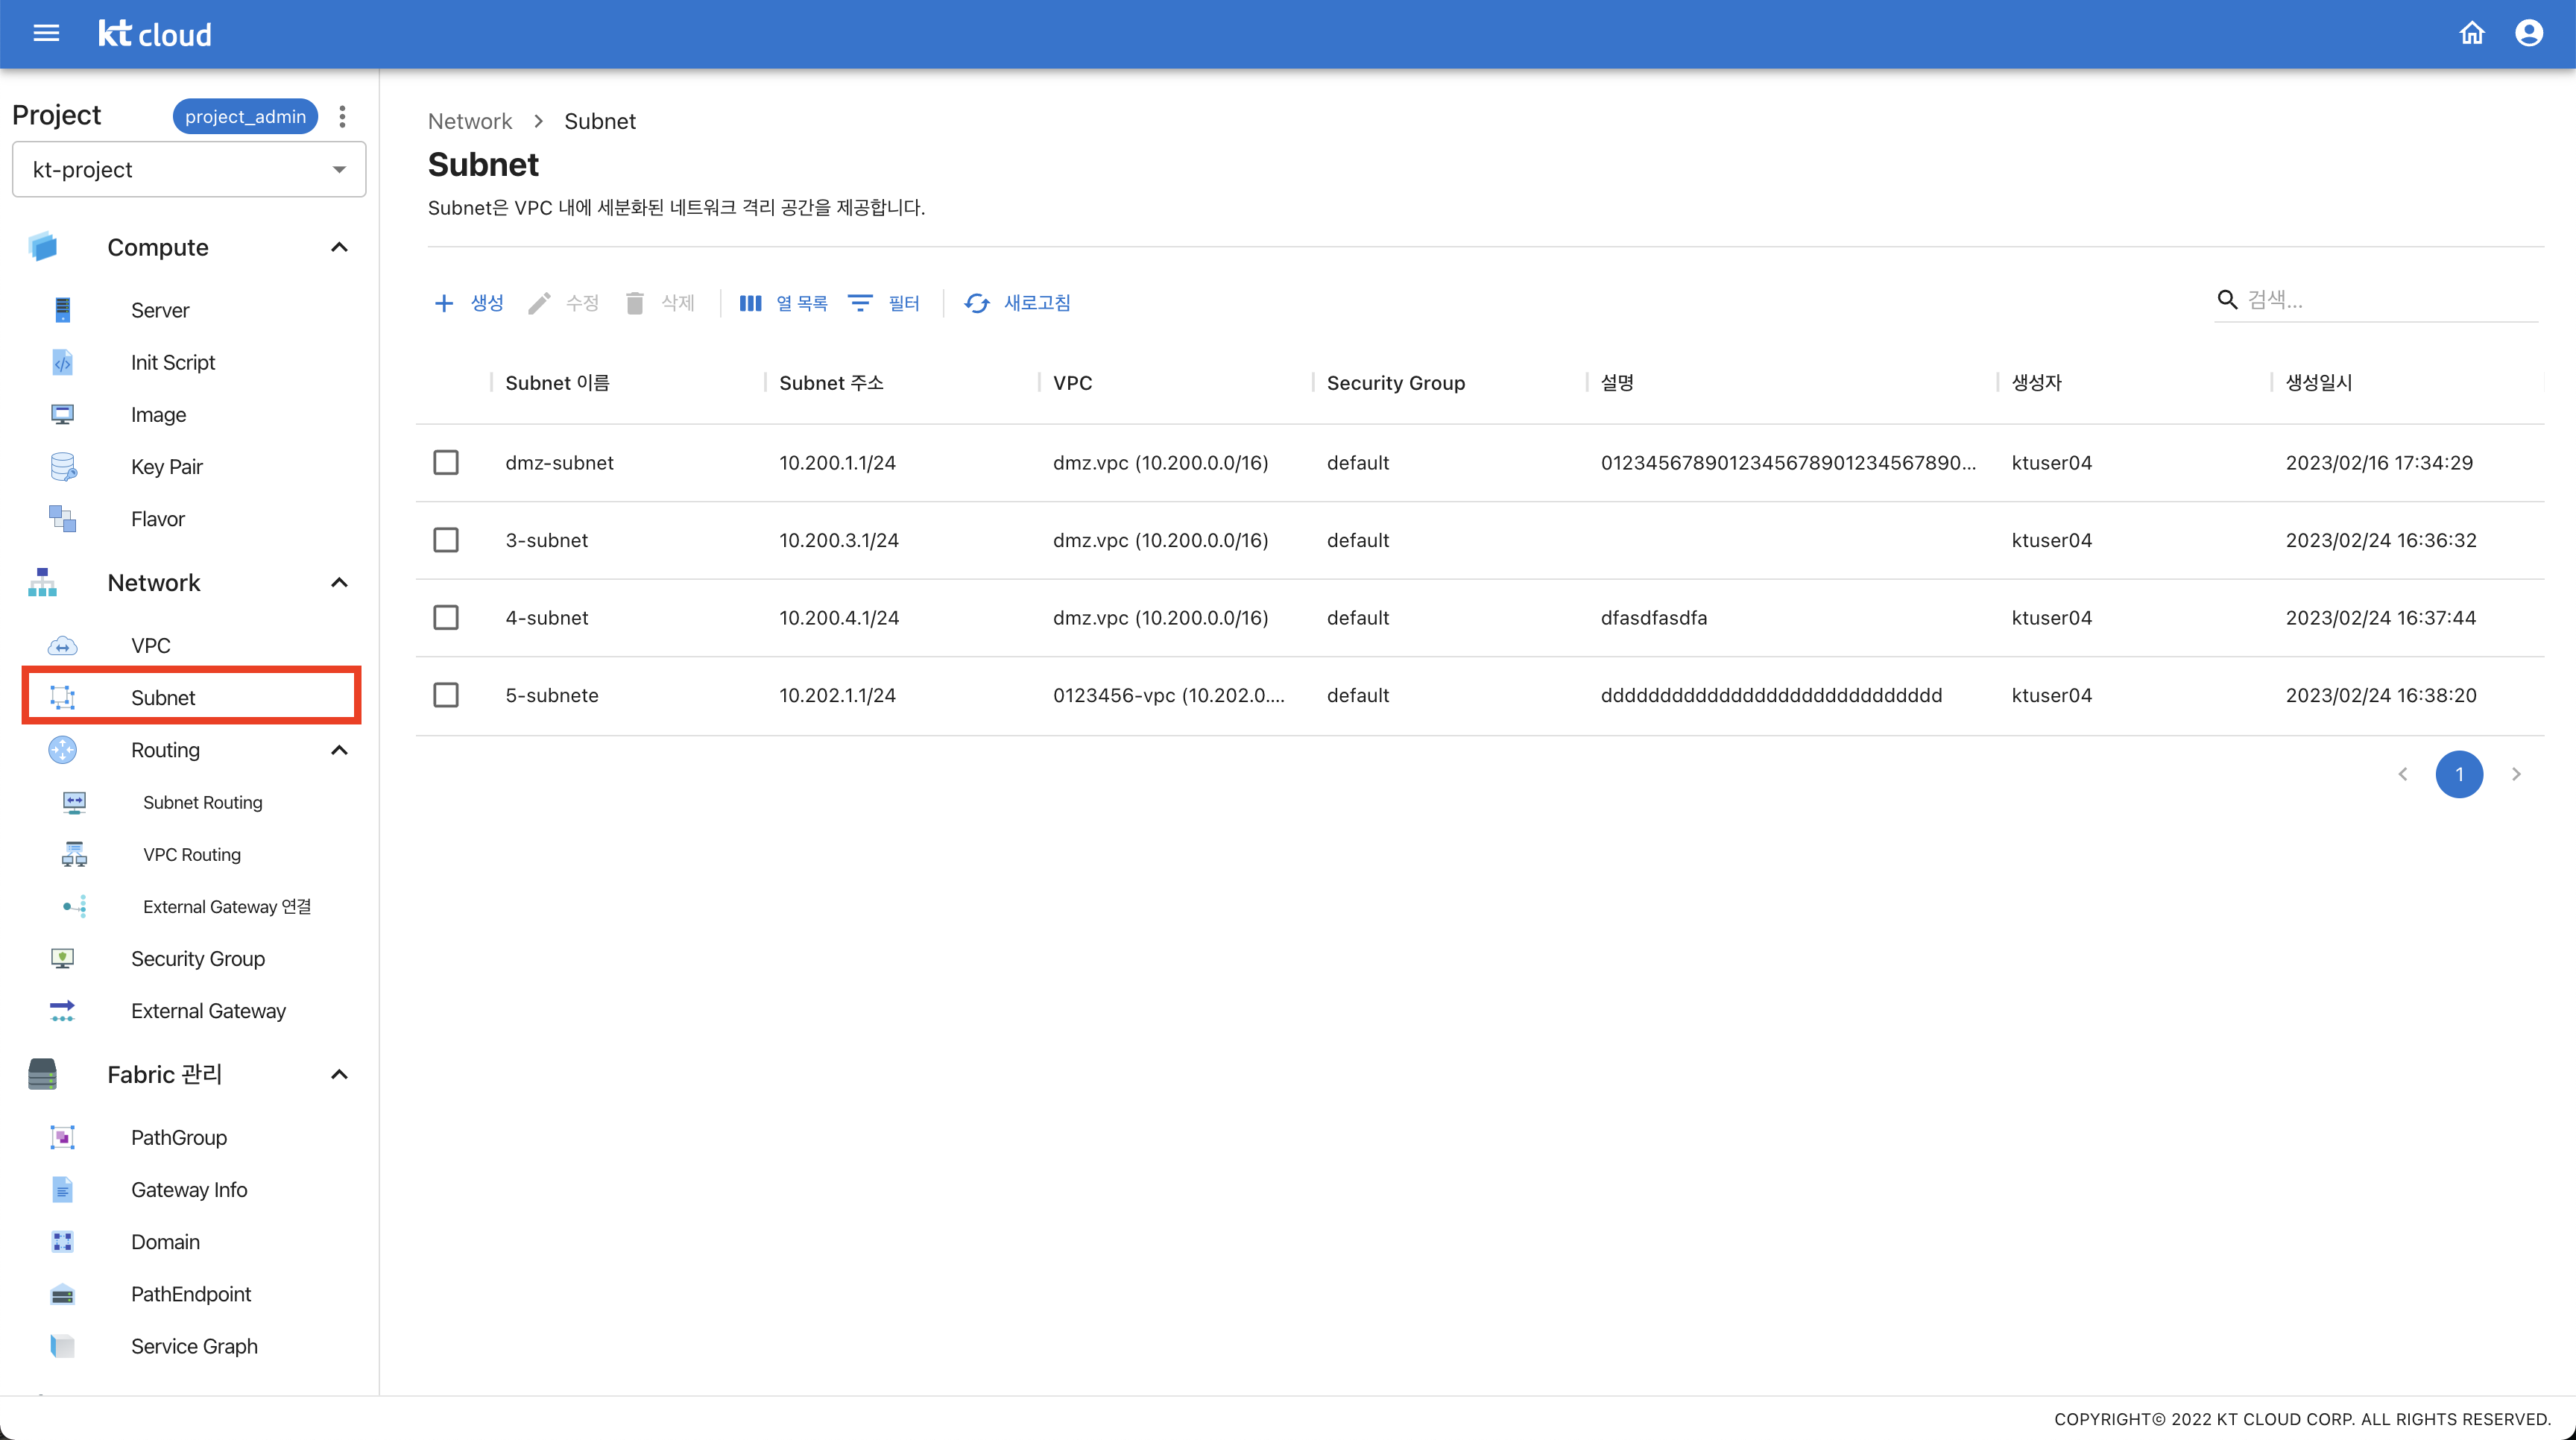 kt cloud
Project
project_admin
kt-project
Compute
Server
Init Script
Image
Key Pair
Flavor
Network
VPC
Subnet
Routing
Subnet Routing
VPC Routing
External Gateway 연결
Security Group
External Gateway
Fabric 관리
PathGroup
Gateway Info
Domain
PathEndpoint
Service Graph
Network > Subnet
Subnet
Subnet은 VPC 내에 세분화된 네트워크 격리 공간을 제공합니다.
생성 수정 삭제 열 목록 필터 새로고침 검색...
Subnet 이름 Subnet 주소 VPC Security Group 설명 생성자 생성일시
dmz-subnet 10.200.1.1/24 dmz.vpc (10.200.0.0/16) default 0123456789012345678901234567890... ktuser04 2023/02/16 17:34:29
3-subnet 10.200.3.1/24 dmz.vpc (10.200.0.0/16) default ktuser04 2023/02/24 16:36:32
4-subnet 10.200.4.1/24 dmz.vpc (10.200.0.0/16) default dfasdfasdfa ktuser04 2023/02/24 16:37:44
5-subnete 10.202.1.1/24 0123456-vpc (10.202.0.... default ddddddddddddddddddddddddddddd ktuser04 2023/02/24 16:38:20
1
COPYRIGHT© 2022 KT CLOUD CORP. ALL RIGHTS RESERVED.